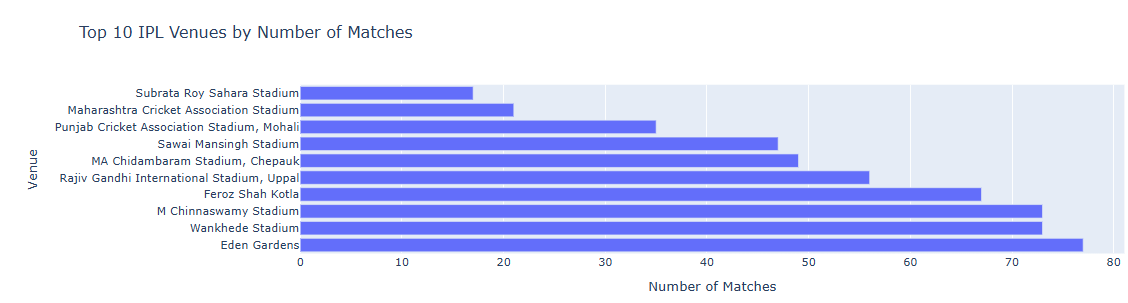 Top 10 IPL Venues by Number of Matches
Venue
Subrata Roy Sahara Stadium
Maharashtra Cricket Association Stadium
Punjab Cricket Association Stadium, Mohali
Sawai Mansingh Stadium
MA Chidambaram Stadium, Chepauk
Rajiv Gandhi International Stadium, Uppal
Feroz Shah Kotla
M Chinnaswamy Stadium
Wankhede Stadium
Eden Gardens
0 10 20 30 40 50 60 70 80
Number of Matches